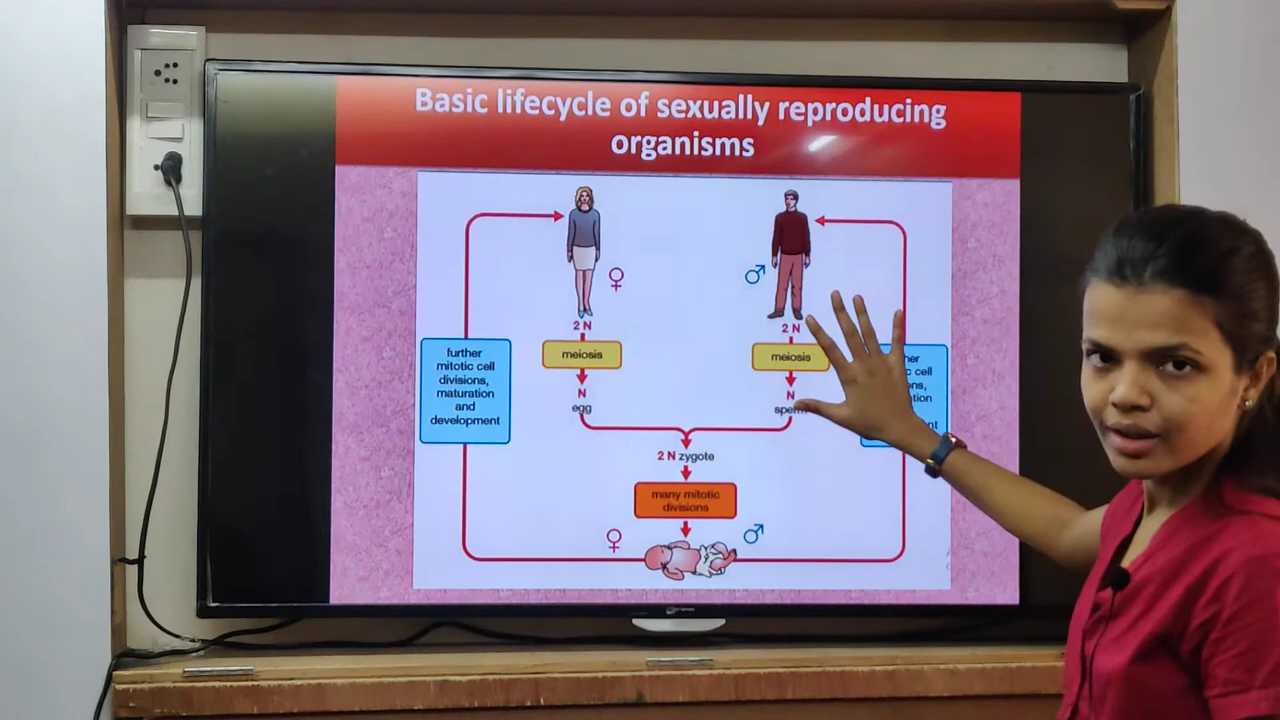 Basic lifecycle of sexually reproducing
organisms
♀
♂
2 N
2 N
meiosis
meiosis
N
egg
N
sperm
further
mitotic cell
divisions,
maturation
and
development
2 N zygote
many mitotic
divisions
♀
♂